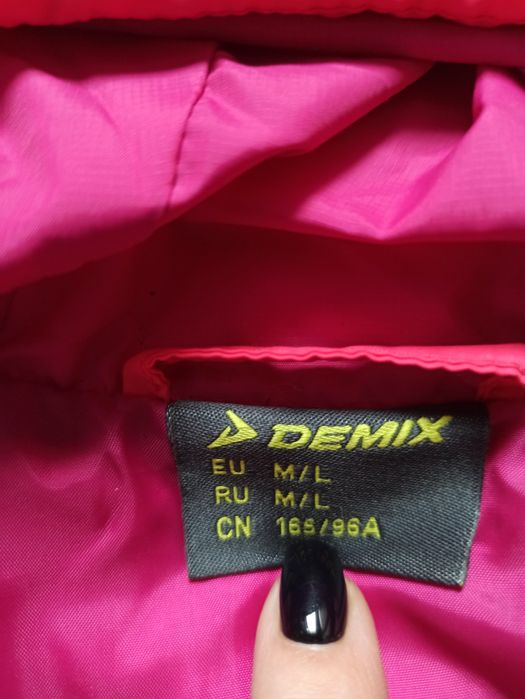 DEMIX
EU M/L
RU M/L
CN 165/96A